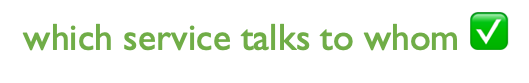 which service talks to whom ✅